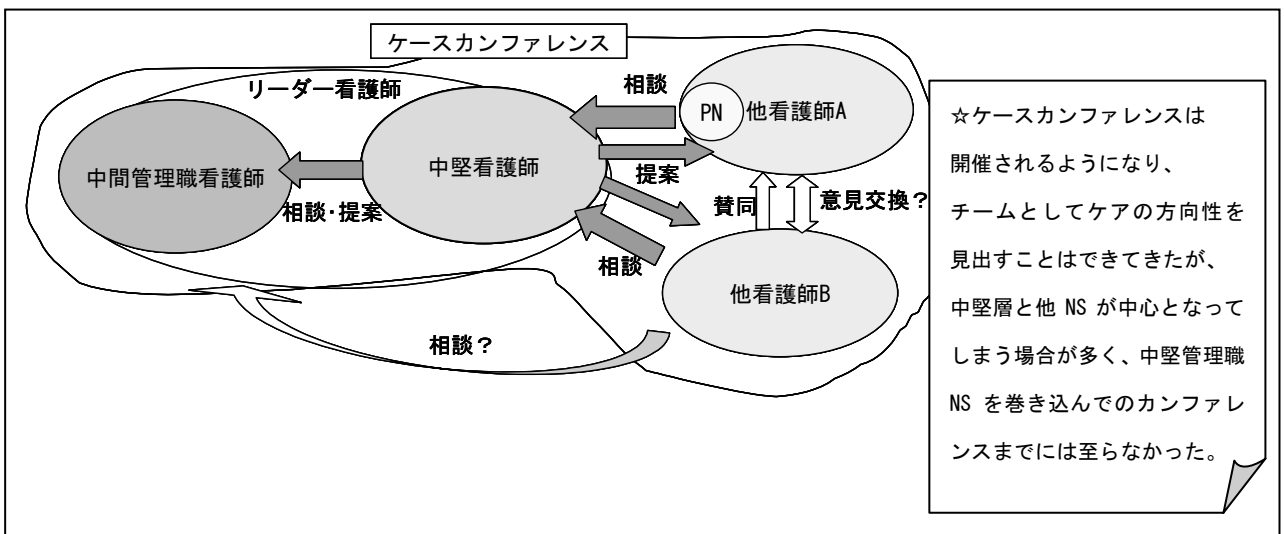 ケースカンファレンス
リーダー看護師
中間管理職看護師
相談・提案
中堅看護師
相談
提案
PN
他看護師A
賛同
意見交換?
相談
他看護師B
相談?
☆ケースカンファレンスは
開催されるようになり、
チームとしてケアの方向性を
見出すことはできてきたが、
中堅層と他 NS が中心となって
しまう場合が多く、中堅管理職
NS を巻き込んでのカンファレ
ンスまでには至らなかった。